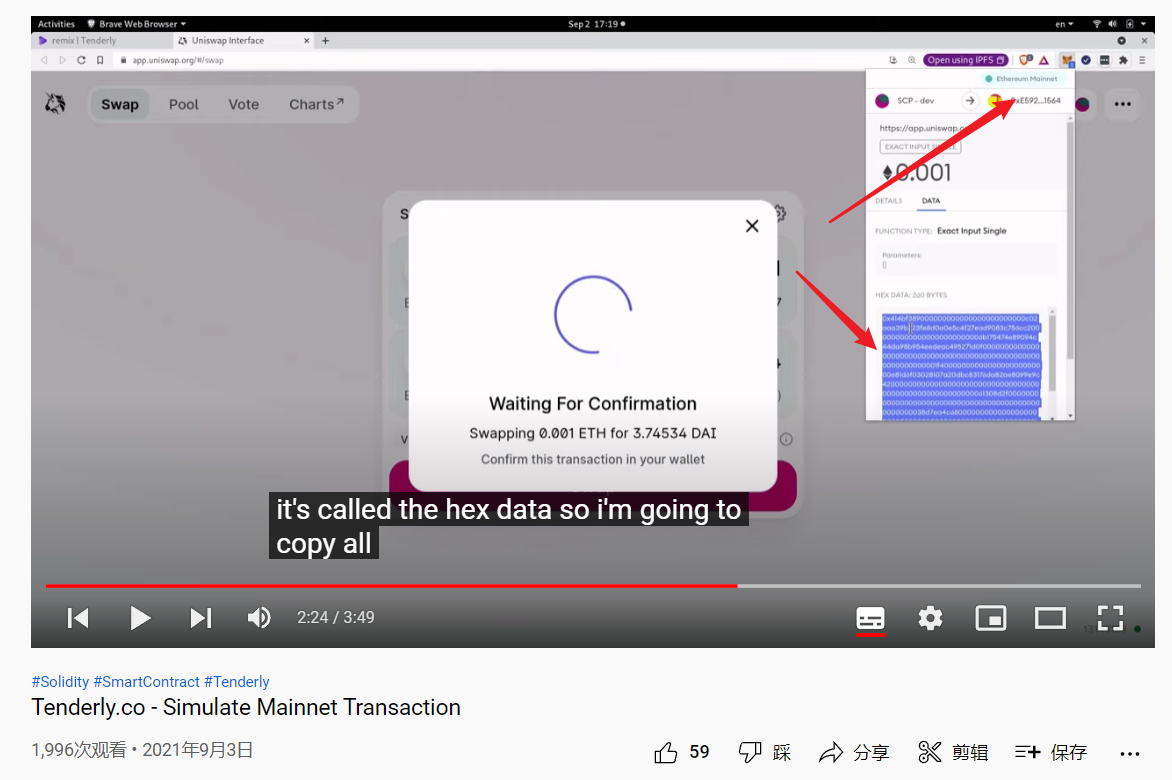 Activities
Brave Web Browser
Sep 2 17:19
en
remix | Tenderly
Uniswap Interface
app.uniswap.org/#/swap
Open using IPFS
Ethereum Mainnet
Swap
Pool
Vote
Charts
SCP - dev
0xE592...1564
https://app.uniswap.o
EXACT INPUT
0.001
DETAILS
DATA
FUNCTION TYPE: Exact Input Single
Parameters:
[]
HEX DATA: 260 BYTES
Waiting For Confirmation
Swapping 0.001 ETH for 3.74534 DAI
Confirm this transaction in your wallet
it's called the hex data so i'm going to
copy all
2:24 / 3:49
#Solidity #SmartContract #Tenderly
Tenderly.co - Simulate Mainnet Transaction
1,996次观看 • 2021年9月3日
59
踩
分享
剪辑
保存